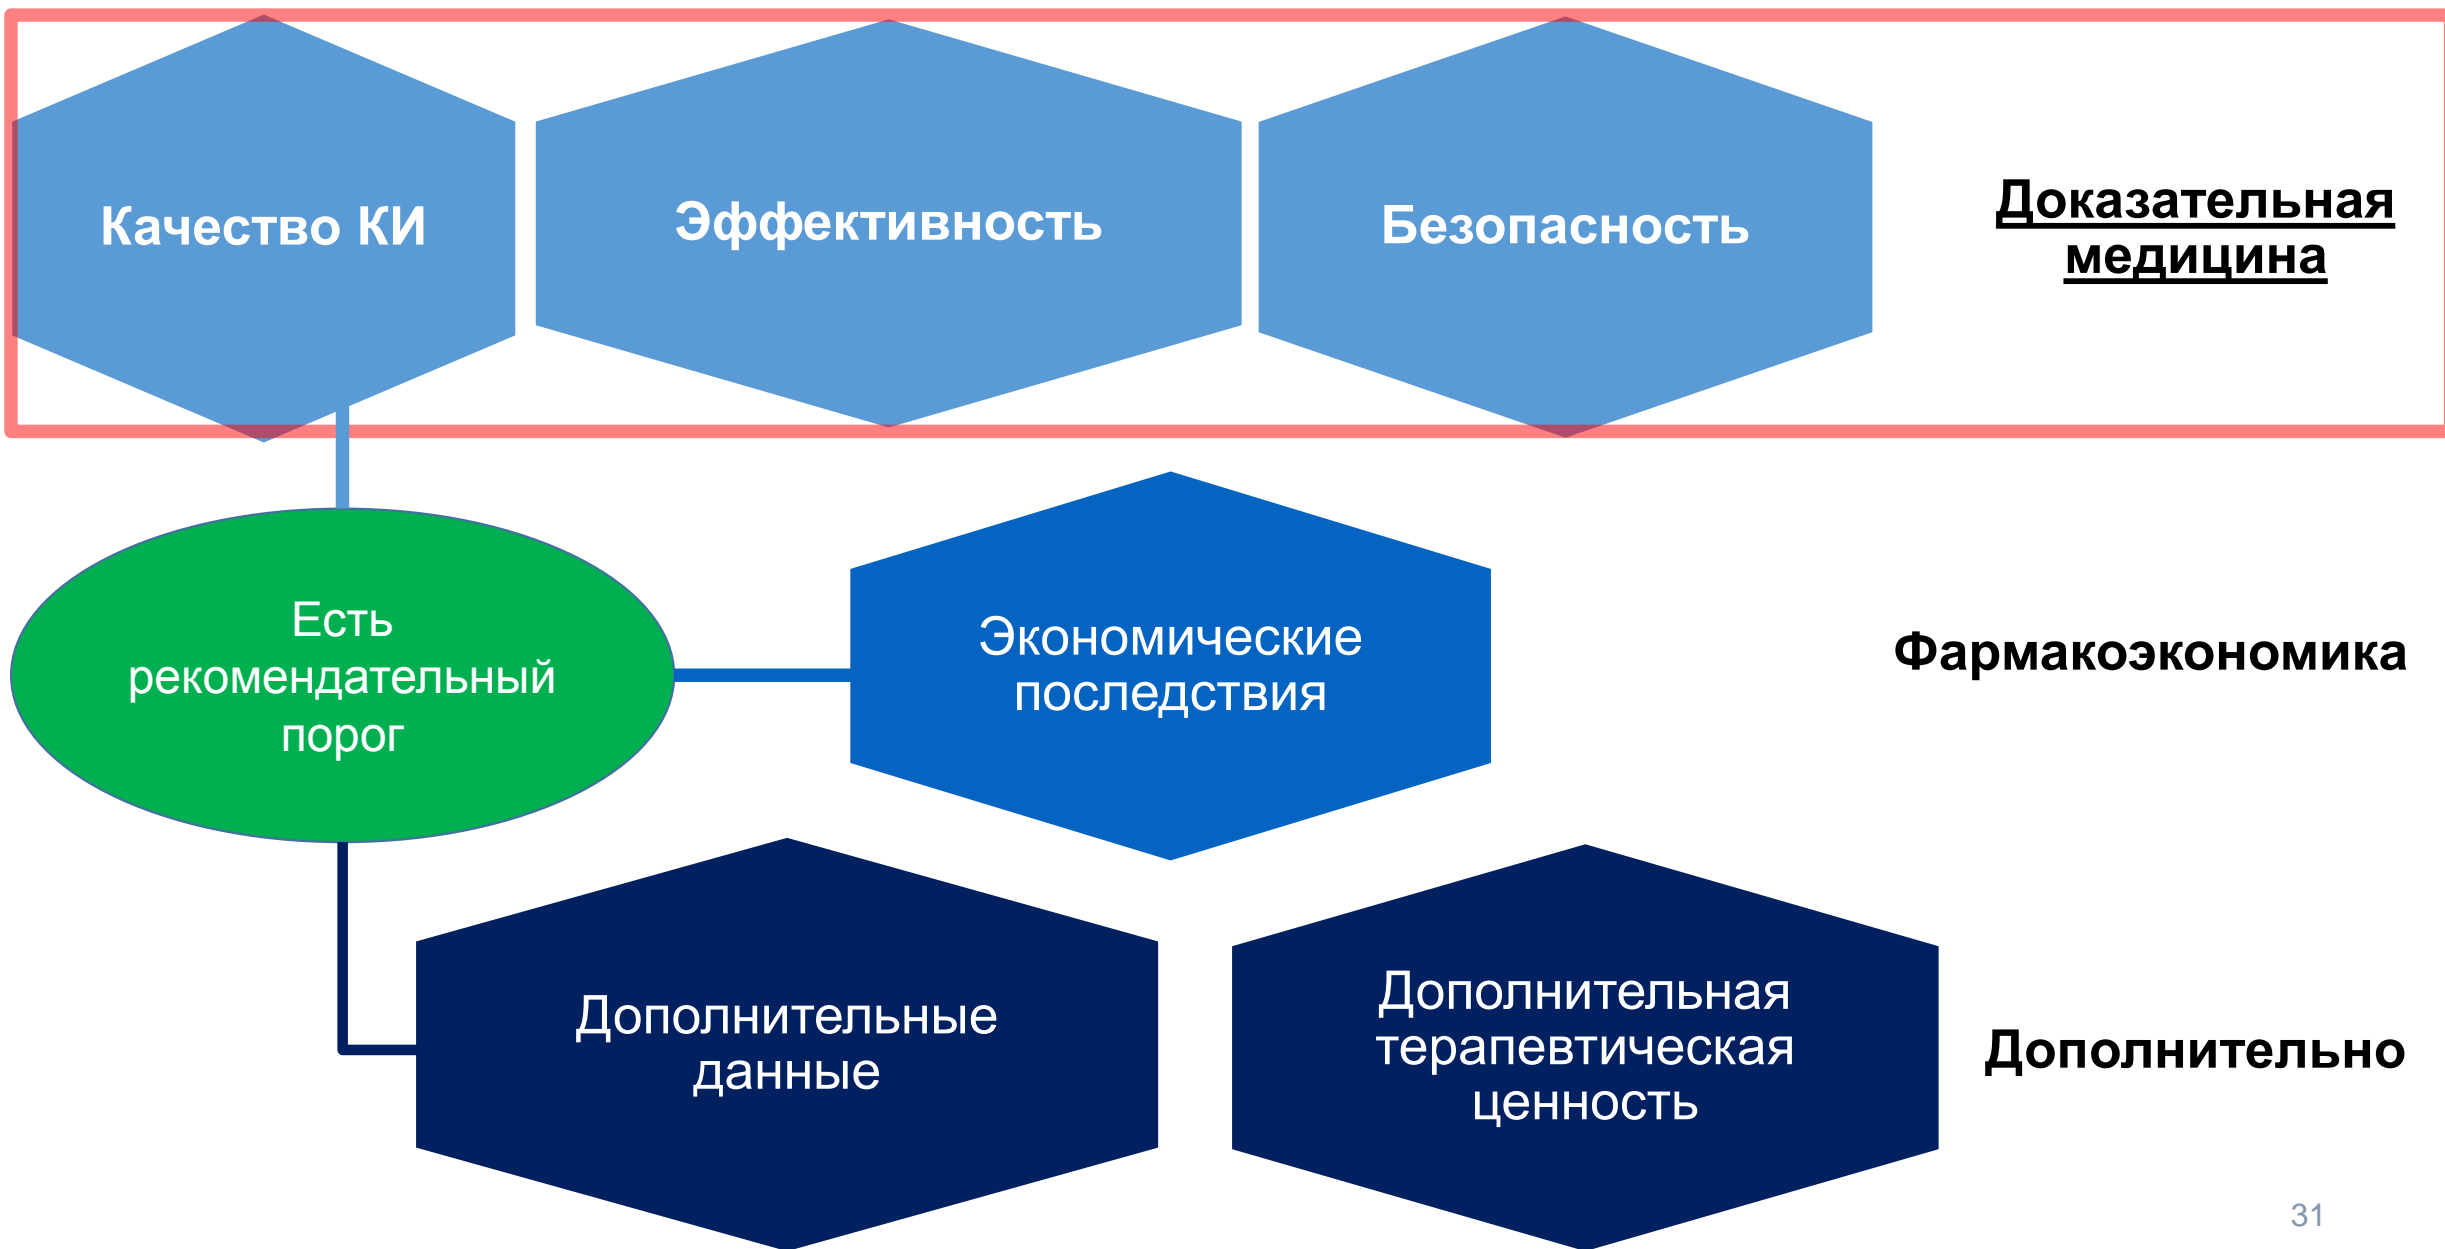 Качество КИ
Эффективность
Безопасность
Доказательная
медицина
Есть
рекомендательный
порог
Экономические
последствия
Фармакоэкономика
Дополнительные
данные
Дополнительная
терапевтическая
ценность
Дополнительно
31